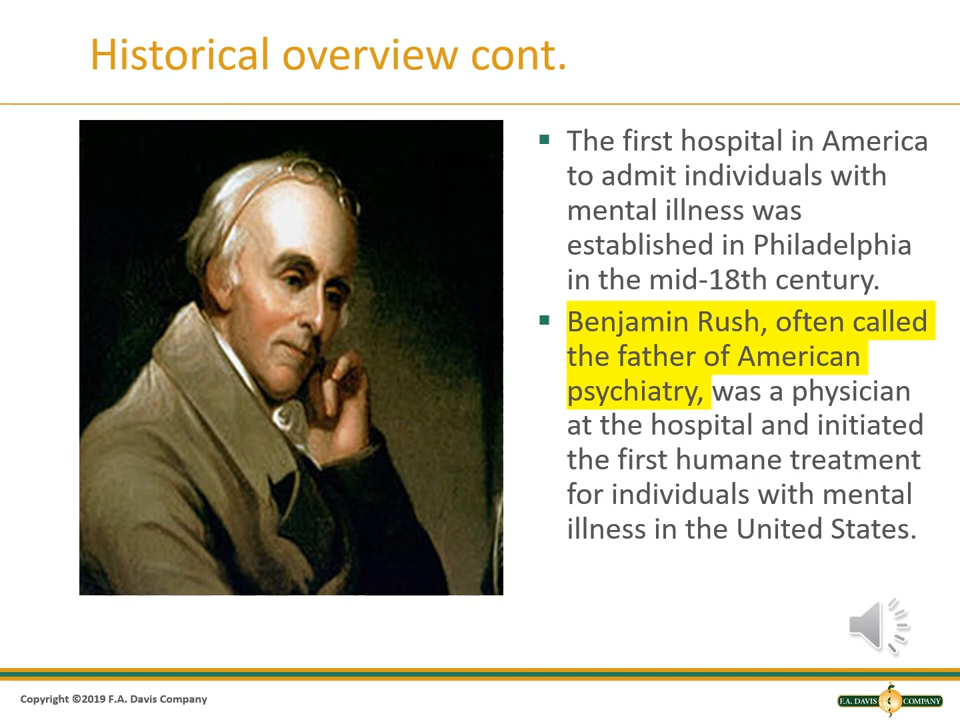 Historical overview cont.
▪ The first hospital in America
to admit individuals with
mental illness was
established in Philadelphia
in the mid-18th century.
▪ Benjamin Rush, often called
the father of American
psychiatry, was a physician
at the hospital and initiated
the first humane treatment
for individuals with mental
illness in the United States.
Copyright ©2019 F.A. Davis Company
F.A. DAVIS COMPANY